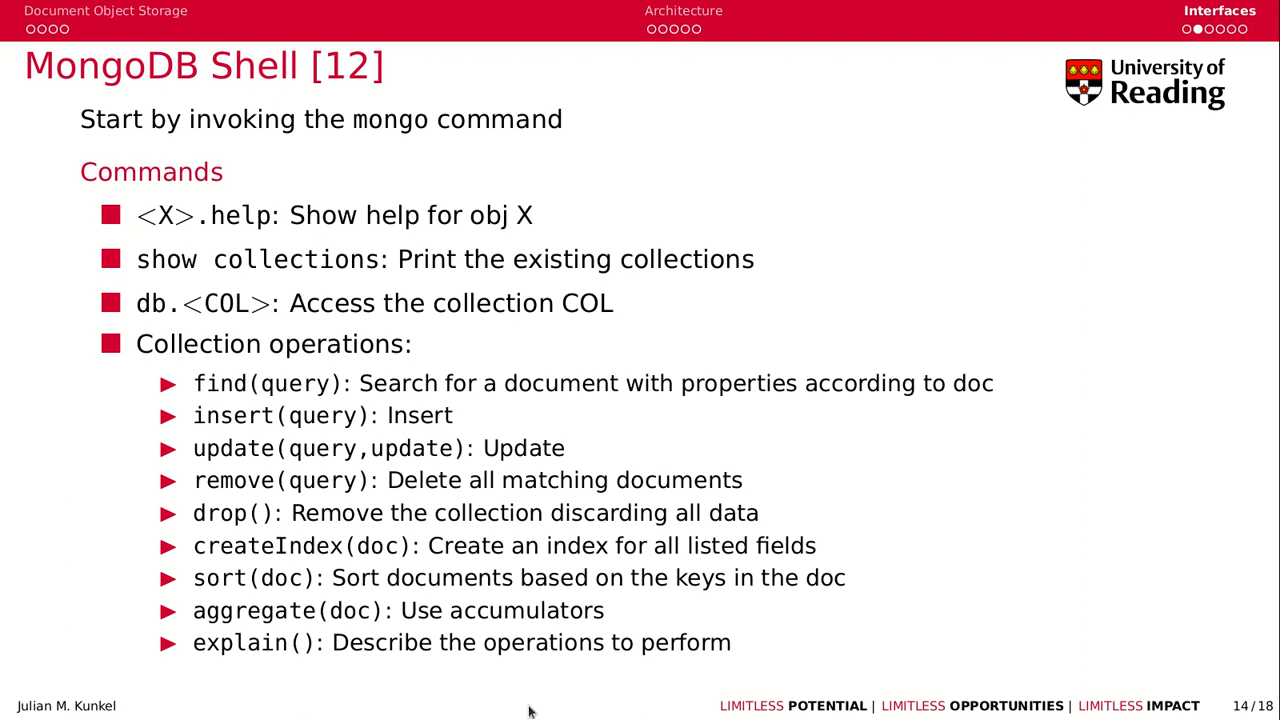 Document Object Storage Architecture Interfaces
MongoDB Shell [12]
University of
Reading
Start by invoking the mongo command
Commands
<X>.help: Show help for obj X
show collections: Print the existing collections
db.<COL>: Access the collection COL
Collection operations:
find(query): Search for a document with properties according to doc
insert(query): Insert
update(query,update): Update
remove(query): Delete all matching documents
drop(): Remove the collection discarding all data
createIndex(doc): Create an index for all listed fields
sort(doc): Sort documents based on the keys in the doc
aggregate(doc): Use accumulators
explain(): Describe the operations to perform
Julian M. Kunkel LIMITLESS POTENTIAL | LIMITLESS OPPORTUNITIES | LIMITLESS IMPACT 14/18